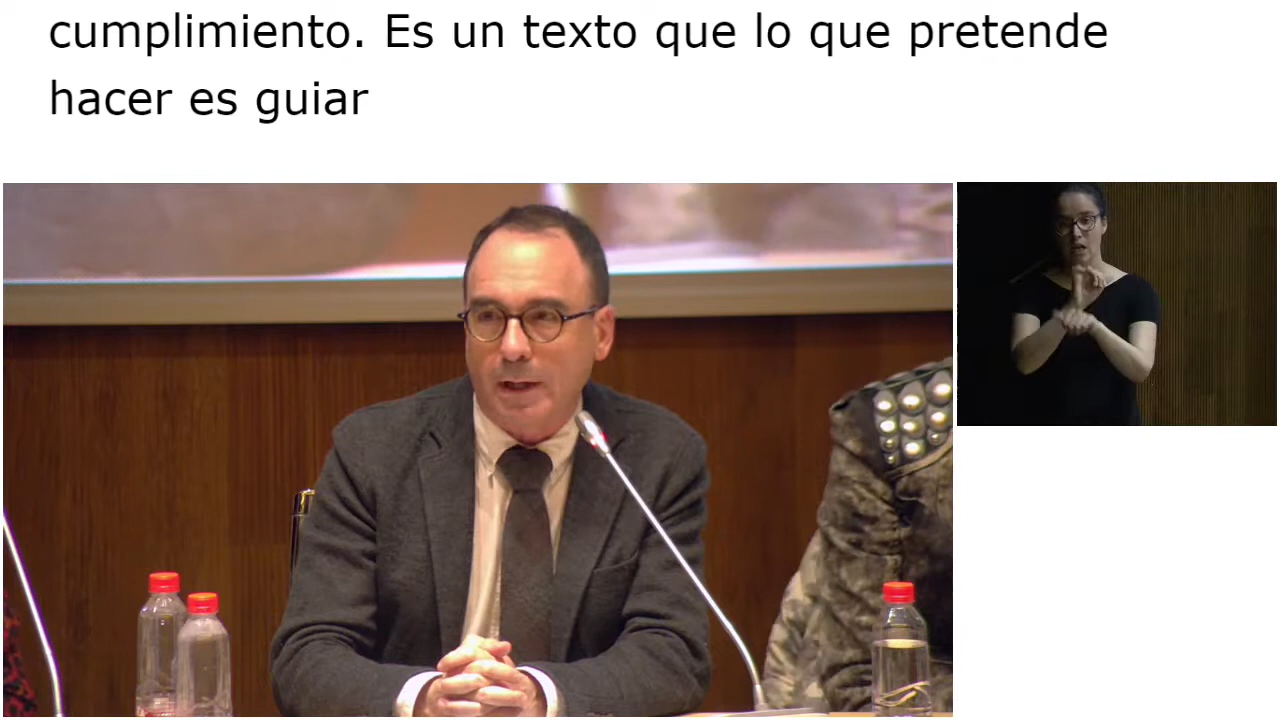 cumplimiento. Es un texto que lo que pretende
hacer es guiar